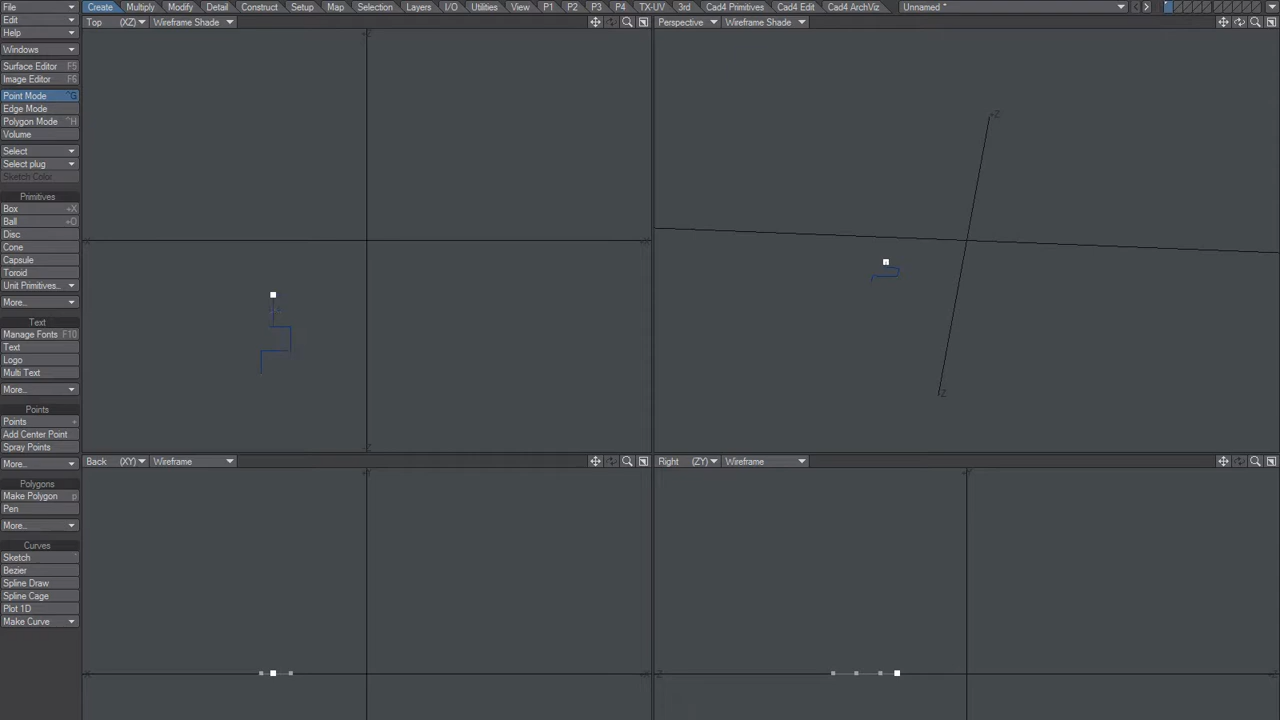 File
Create
Multiply
Modify
Detail
Construct
Setup
Map
Selection
Layers
I/O
Utilities
View
P1
P2
P3
P4
TX-UV
3rd
Cad4 Primitives
Cad4 Edit
Cad4 ArchViz
Unnamed *
Edit
Help
Windows
Surface Editor F5
Image Editor F6
Point Mode ^G
Edge Mode
Polygon Mode ^H
Volume
Select
Select plug
Sketch Color
Primitives
Box +X
Ball +O
Disc
Cone
Capsule
Toroid
Unit Primitives...
More...
Text
Manage Fonts F10
Text
Logo
Multi Text
More...
Points
Points +
Add Center Point
Spray Points
More...
Polygons
Make Polygon p
Pen
More...
Curves
Sketch
Bezier
Spline Draw
Spline Cage
Plot 1D
Make Curve
Top (XZ) Wireframe Shade
Perspective Wireframe Shade
Back (XY) Wireframe
Right (ZY) Wireframe